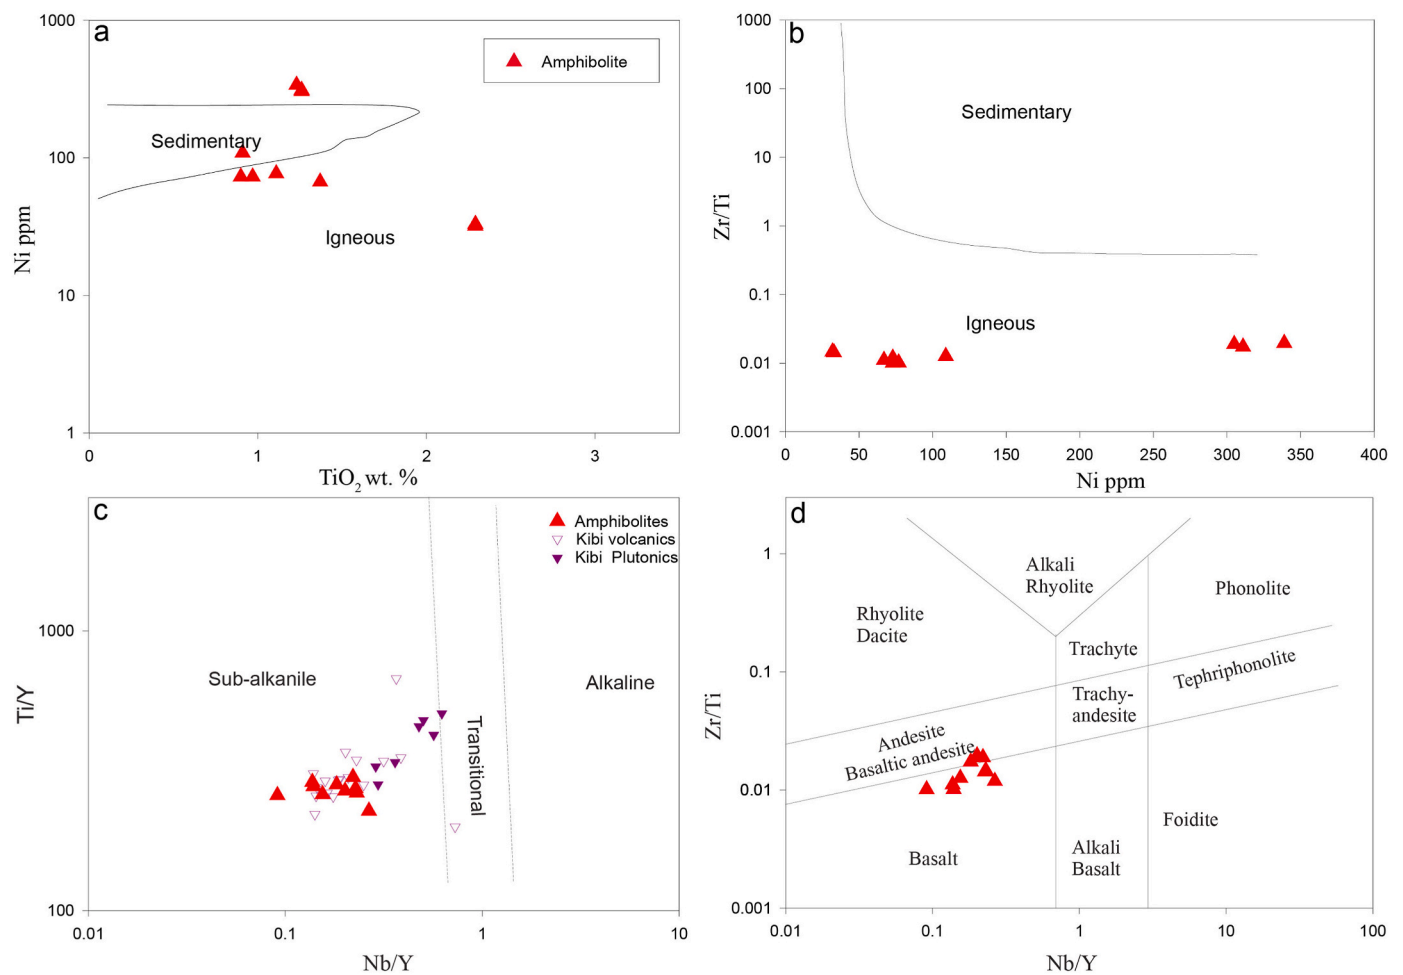 a
1000
100
10
1
Ni ppm
Amphibolite
Sedimentary
Igneous
0
1
2
3
TiO2 wt. %
b
1000
100
10
1
0.1
0.01
0.001
Zr/Ti
Sedimentary
Igneous
0
50
100
150
200
250
300
350
400
Ni ppm
c
1000
100
Ti/Y
Amphibolites
Kibi volcanics
Kibi Plutonics
Sub-alkanile
Transitional
Alkaline
0.01
0.1
1
10
Nb/Y
d
1
0.1
0.01
0.001
Zr/Ti
Alkali
Rhyolite
Phonolite
Rhyolite
Dacite
Trachyte
Tephriphonolite
Trachy-
andesite
Andesite
Basaltic andesite
Foidite
Basalt
Alkali
Basalt
0.01
0.1
1
10
100
Nb/Y